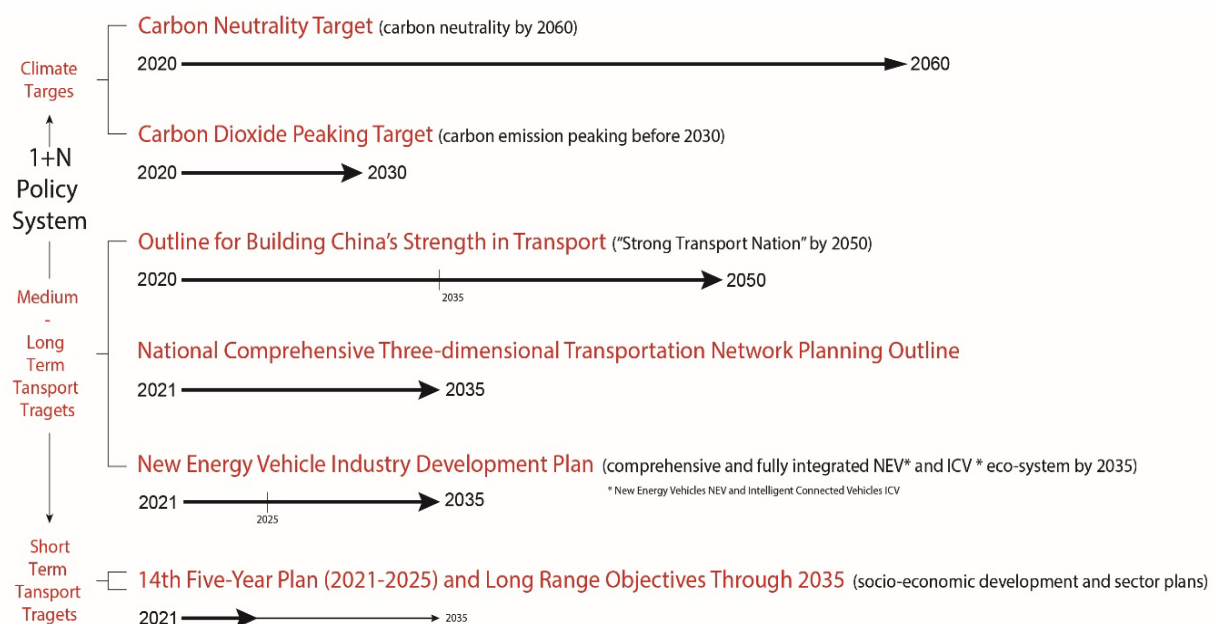 Carbon Neutrality Target (carbon neutrality by 2060)
2020 2060
Climate
Targes
Carbon Dioxide Peaking Target (carbon emission peaking before 2030)
2020 2030
1+N
Policy
System
Outline for Building China's Strength in Transport ("Strong Transport Nation" by 2050)
2020 2050
2035
Medium
-
Long
Term
Tansport
Tragets
National Comprehensive Three-dimensional Transportation Network Planning Outline
2021 2035
New Energy Vehicle Industry Development Plan (comprehensive and fully integrated NEV* and ICV * eco-system by 2035)
* New Energy Vehicles NEV and Intelligent Connected Vehicles ICV
2021 2035
2025
Short
Term
Tansport
Tragets
14th Five-Year Plan (2021-2025) and Long Range Objectives Through 2035 (socio-economic development and sector plans)
2021 2035